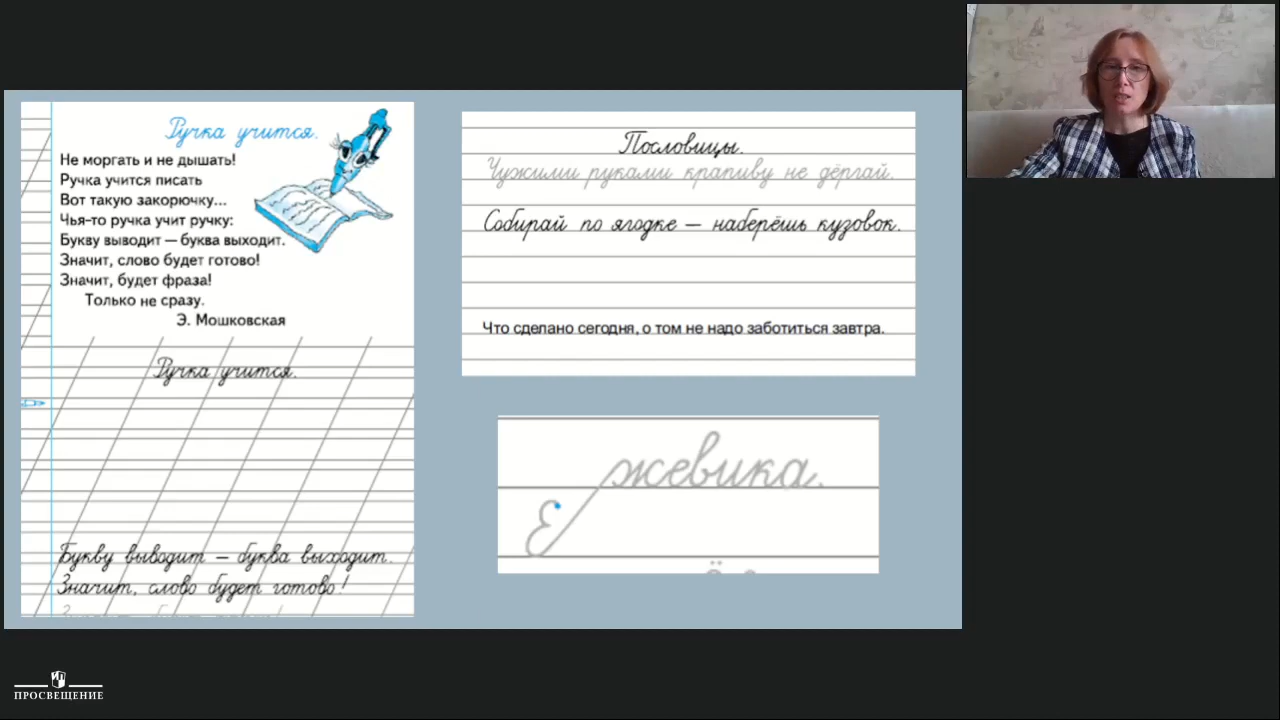 Ручка учится.
Не моргать и не дышать!
Ручка учится писать
Вот такую закорючку...
Чья-то ручка учит ручку:
Букву выводит — буква выходит.
Значит, слово будет готово!
Значит, будет фраза!
Только не сразу.
Э. Мошковская
Ручка учится.
Букву выводит — буква выходит.
Значит, слово будет готово!
Пословицы.
Чужими руками крапиву не дёргай.
Собирай по ягодке — наберёшь кузовок.
Что сделано сегодня, о том не надо заботиться завтра.
Ежевика.
ПРОСВЕЩЕНИЕ